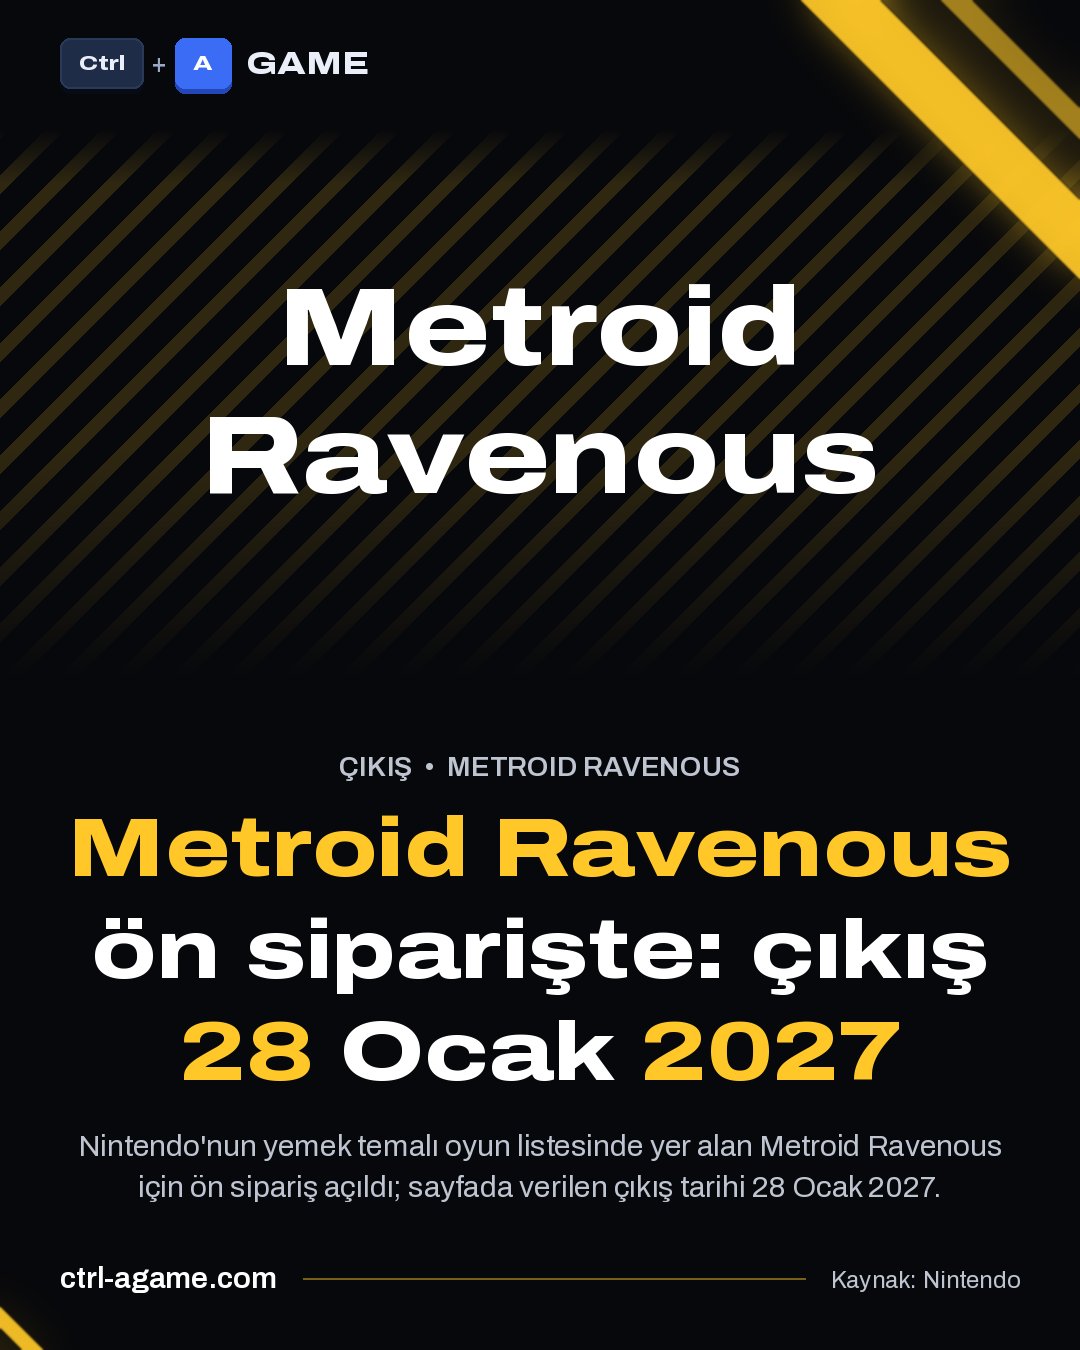 Ctrl + A GAME
Metroid
Ravenous
ÇIKIŞ • METROID RAVENOUS
Metroid Ravenous
ön siparişte: çıkış
28 Ocak 2027
Nintendo'nun yemek temalı oyun listesinde yer alan Metroid Ravenous
için ön sipariş açıldı; sayfada verilen çıkış tarihi 28 Ocak 2027.
ctrl-agame.com
Kaynak: Nintendo